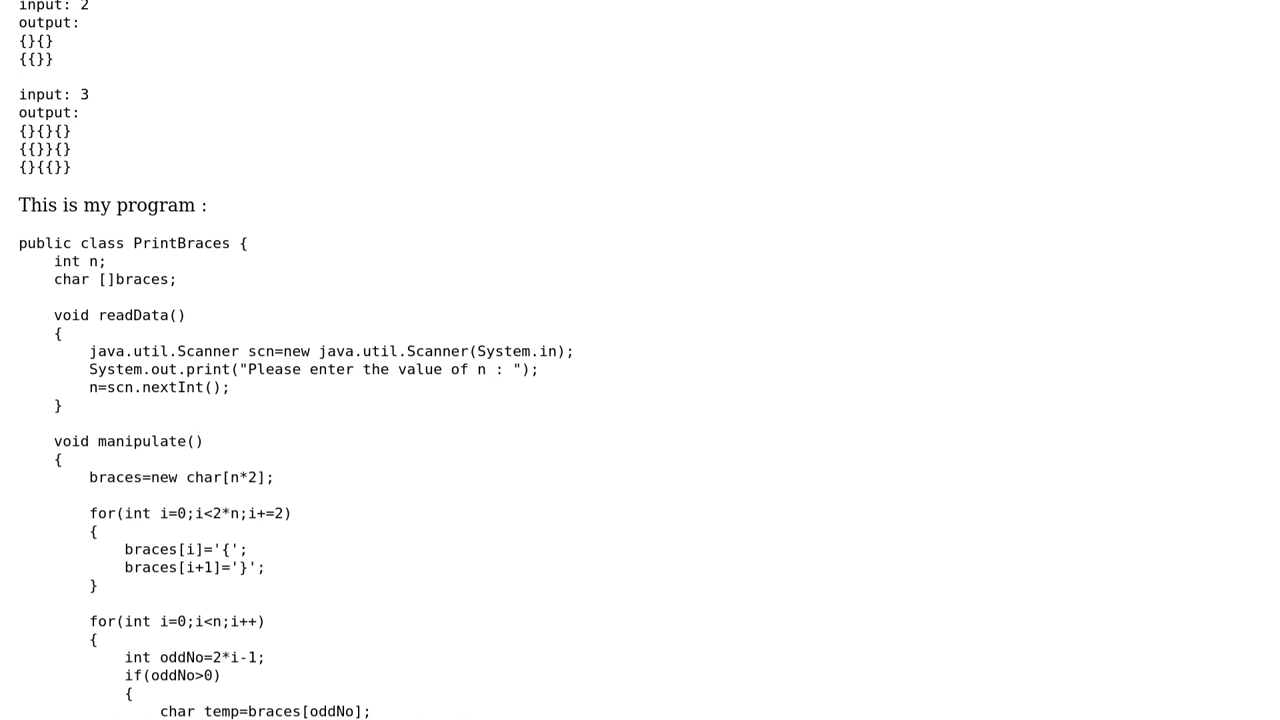 input: 2
output:
{}{}
{{}}

input: 3
output:
{}{}{}
{{}}{}
{}{{}}

This is my program :

public class PrintBraces {
    int n;
    char []braces;

    void readData()
    {
        java.util.Scanner scn=new java.util.Scanner(System.in);
        System.out.print("Please enter the value of n : ");
        n=scn.nextInt();
    }

    void manipulate()
    {
        braces=new char[n*2];

        for(int i=0;i<2*n;i+=2)
        {
            braces[i]='{';
            braces[i+1]='}';
        }

        for(int i=0;i<n;i++)
        {
            int oddNo=2*i-1;
            if(oddNo>0)
            {
                char temp=braces[oddNo];